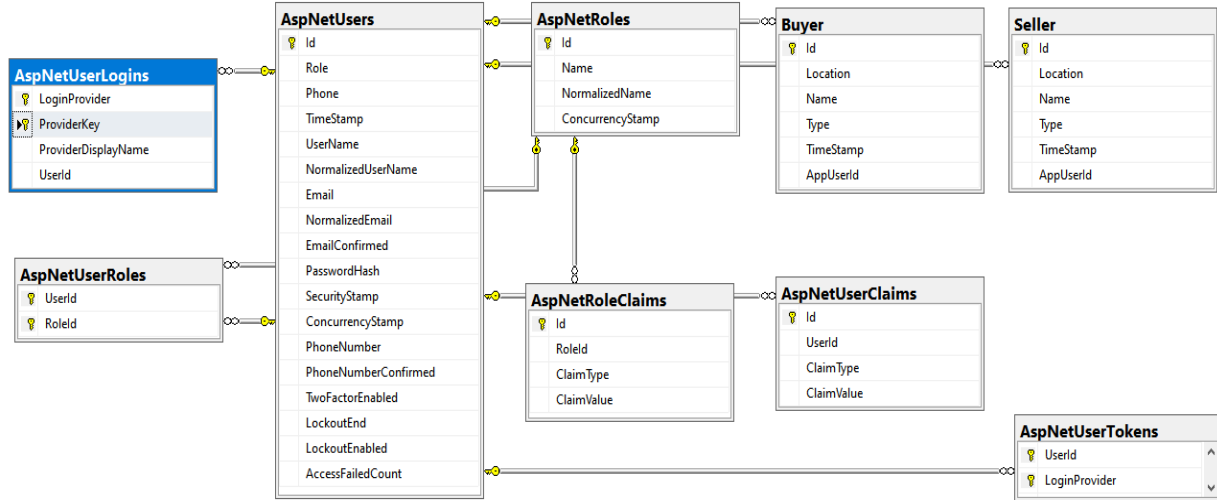 AspNetUsers
Id
Role
Phone
TimeStamp
UserName
NormalizedUserName
Email
NormalizedEmail
EmailConfirmed
PasswordHash
SecurityStamp
ConcurrencyStamp
PhoneNumber
PhoneNumberConfirmed
TwoFactorEnabled
LockoutEnd
LockoutEnabled
AccessFailedCount
AspNetRoles
Id
Name
NormalizedName
ConcurrencyStamp
Buyer
Id
Location
Name
Type
TimeStamp
AppUserId
Seller
Id
Location
Name
Type
TimeStamp
AppUserId
AspNetUserLogins
LoginProvider
ProviderKey
ProviderDisplayName
UserId
AspNetUserRoles
UserId
RoleId
AspNetRoleClaims
Id
RoleId
ClaimType
ClaimValue
AspNetUserClaims
Id
UserId
ClaimType
ClaimValue
AspNetUserTokens
UserId
LoginProvider